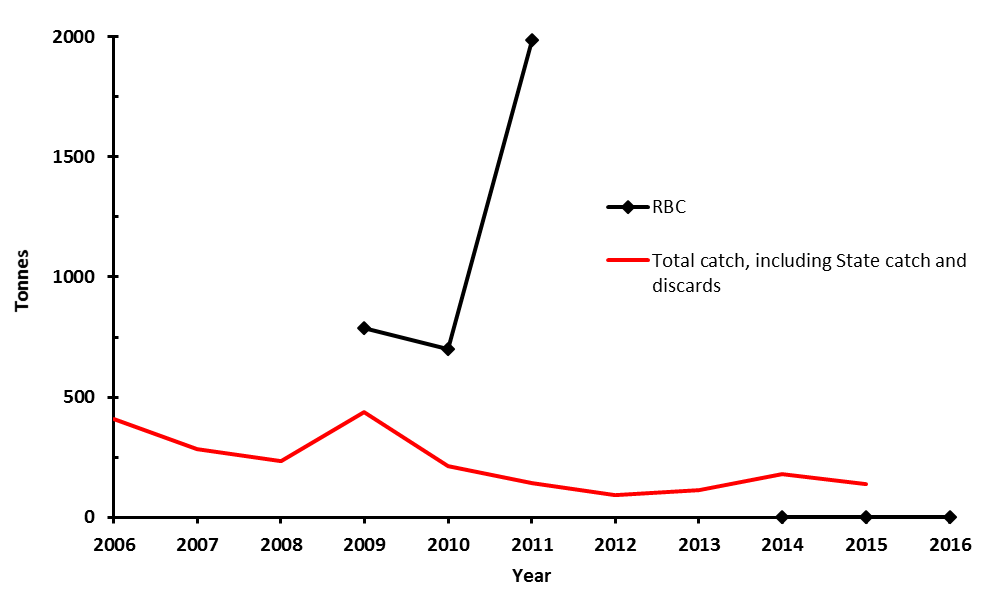 2000
1500
1000
500
0
Tonnes
RBC
Total catch, including State catch and
discards
2006 2007 2008 2009 2010 2011 2012 2013 2014 2015 2016
Year